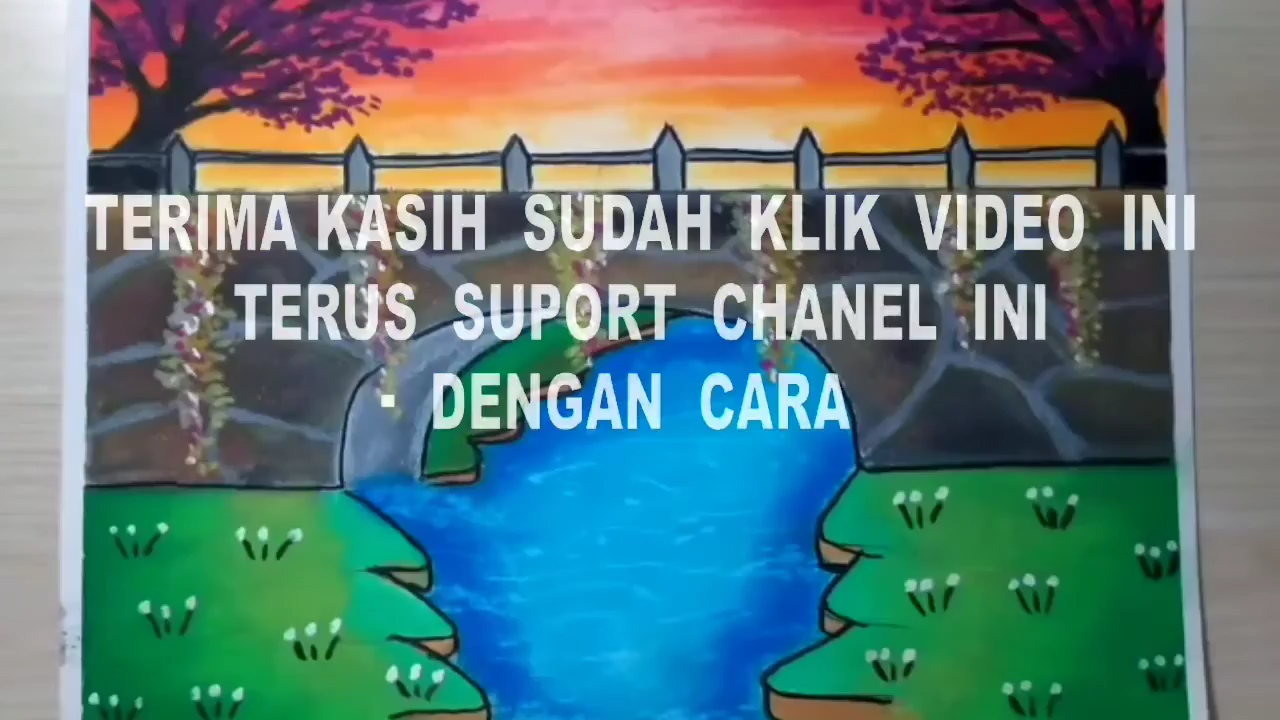 TERIMA KASIH SUDAH KLIK VIDEO INI
TERUS SUPORT CHANEL INI
▪ DENGAN CARA